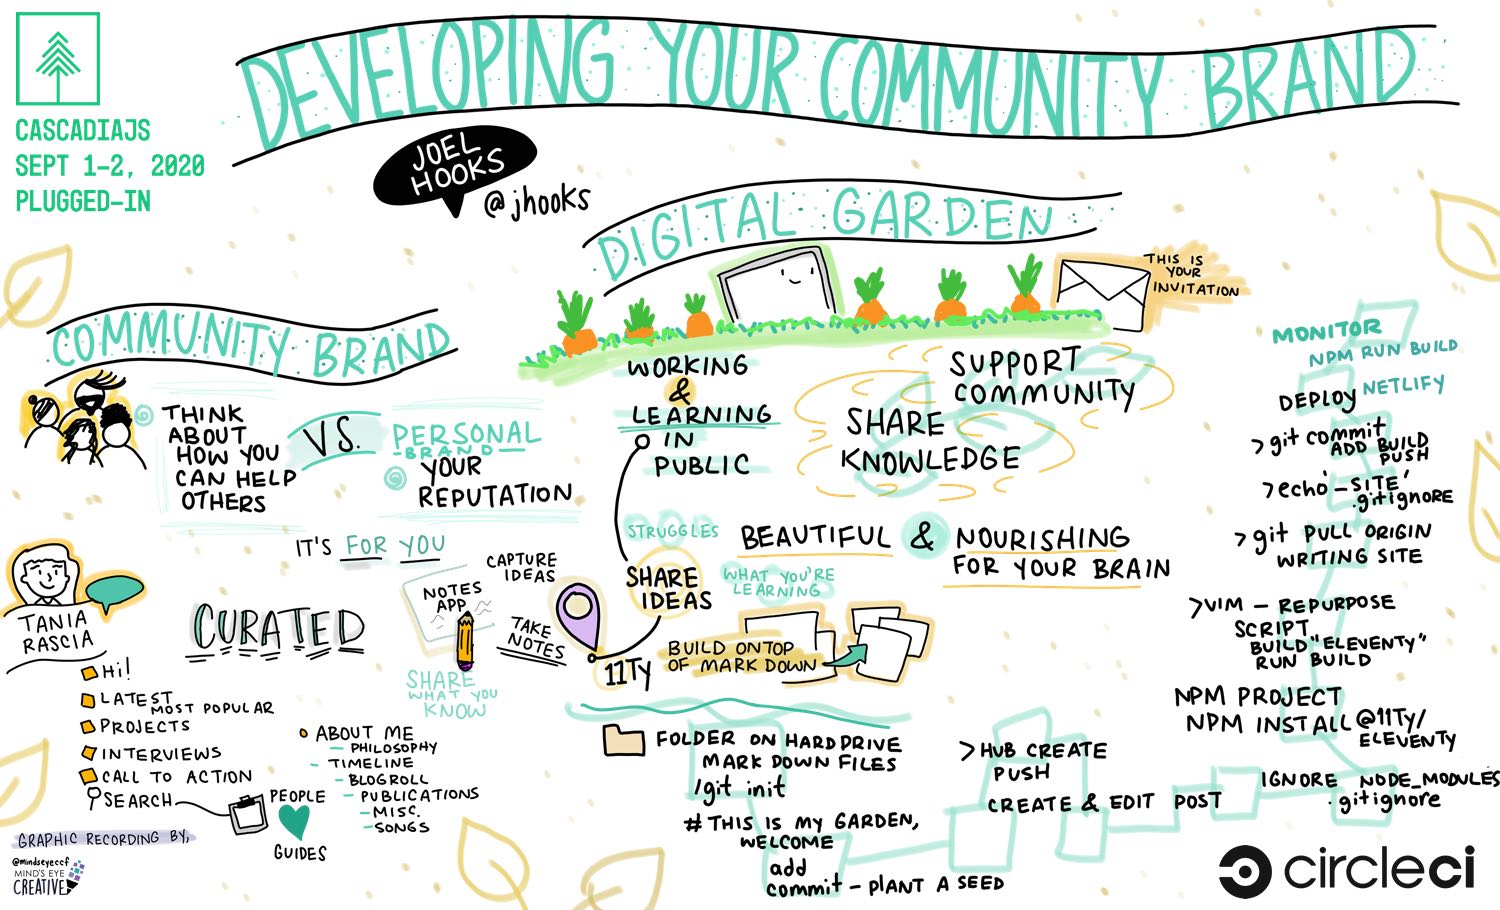 CASCADIAJS
SEPT 1-2, 2020
PLUGGED-IN
DEVELOPING YOUR COMMUNITY BRAND
JOEL
HOOKS
@jhooks
DIGITAL GARDEN
THIS IS
YOUR
INVITATION
COMMUNITY BRAND
THINK
ABOUT
HOW YOU
CAN HELP
OTHERS
VS.
PERSONAL
BRAND
YOUR
REPUTATION
IT'S FOR YOU
WORKING
&
LEARNING
IN
PUBLIC
SUPPORT
COMMUNITY
SHARE
KNOWLEDGE
STRUGGLES
BEAUTIFUL & NOURISHING
FOR YOUR BRAIN
SHARE
IDEAS
WHAT YOU'RE
LEARNING
TANIA
RASCIA
CURATED
CAPTURE
IDEAS
NOTES
APP
TAKE
NOTES
SHARE
WHAT YOU
KNOW
11TY
BUILD ON TOP
OF MARK DOWN
Hi!
LATEST
MOST POPULAR
PROJECTS
INTERVIEWS
CALL TO ACTION
SEARCH
PEOPLE
GUIDES
ABOUT ME
- PHILOSOPHY
- TIMELINE
- BLOGROLL
- PUBLICATIONS
- MISC.
- SONGS
FOLDER ON HARD DRIVE
MARK DOWN FILES
/git init
# THIS IS MY GARDEN,
WELCOME
add
commit - PLANT A SEED
> HUB CREATE
PUSH
CREATE & EDIT POST
MONITOR
NPM RUN BUILD
DEPLOY NETLIFY
> git commit
ADD BUILD
PUSH
> echo '_SITE'
.gitignore
> git PULL ORIGIN
WRITING SITE
> VIM - REPURPOSE
SCRIPT
BUILD "ELEVENTY"
RUN BUILD
NPM PROJECT
NPM INSTALL @11TY/
ELEVENTY
IGNORE NODE_MODULES
.gitignore
GRAPHIC RECORDING BY,
@mindseyeccf
MIND'S EYE
CREATIVE
circleci